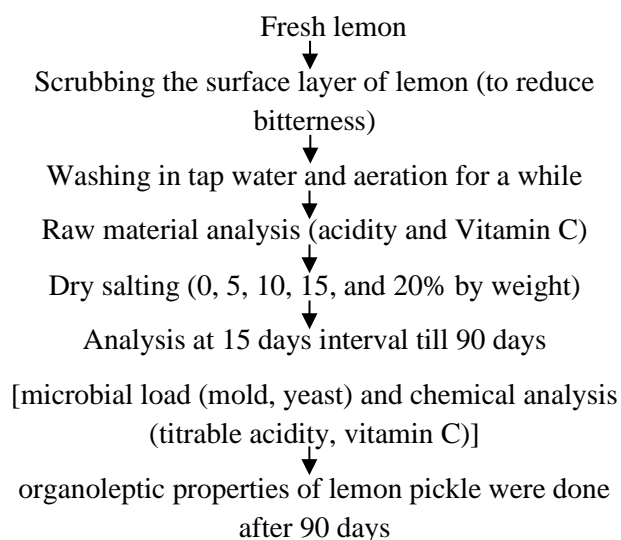 Fresh lemon
Scrubbing the surface layer of lemon (to reduce
bitterness)
Washing in tap water and aeration for a while
Raw material analysis (acidity and Vitamin C)
Dry salting (0, 5, 10, 15, and 20% by weight)
Analysis at 15 days interval till 90 days
[microbial load (mold, yeast) and chemical analysis
(titrable acidity, vitamin C)]
organoleptic properties of lemon pickle were done
after 90 days